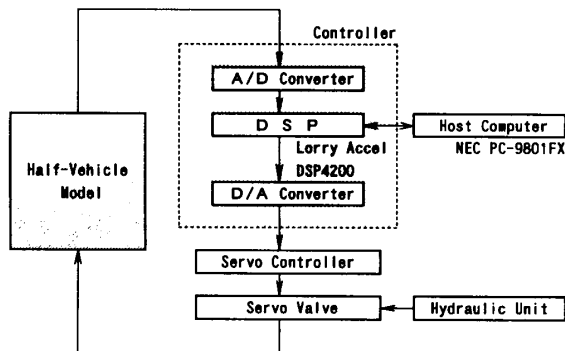 Controller
A/D Converter
DSP
Host Computer
Lorry Accel
DSP4200
NEC PC-9801FX
Half-Vehicle
Model
D/A Converter
Servo Controller
Servo Valve
Hydraulic Unit